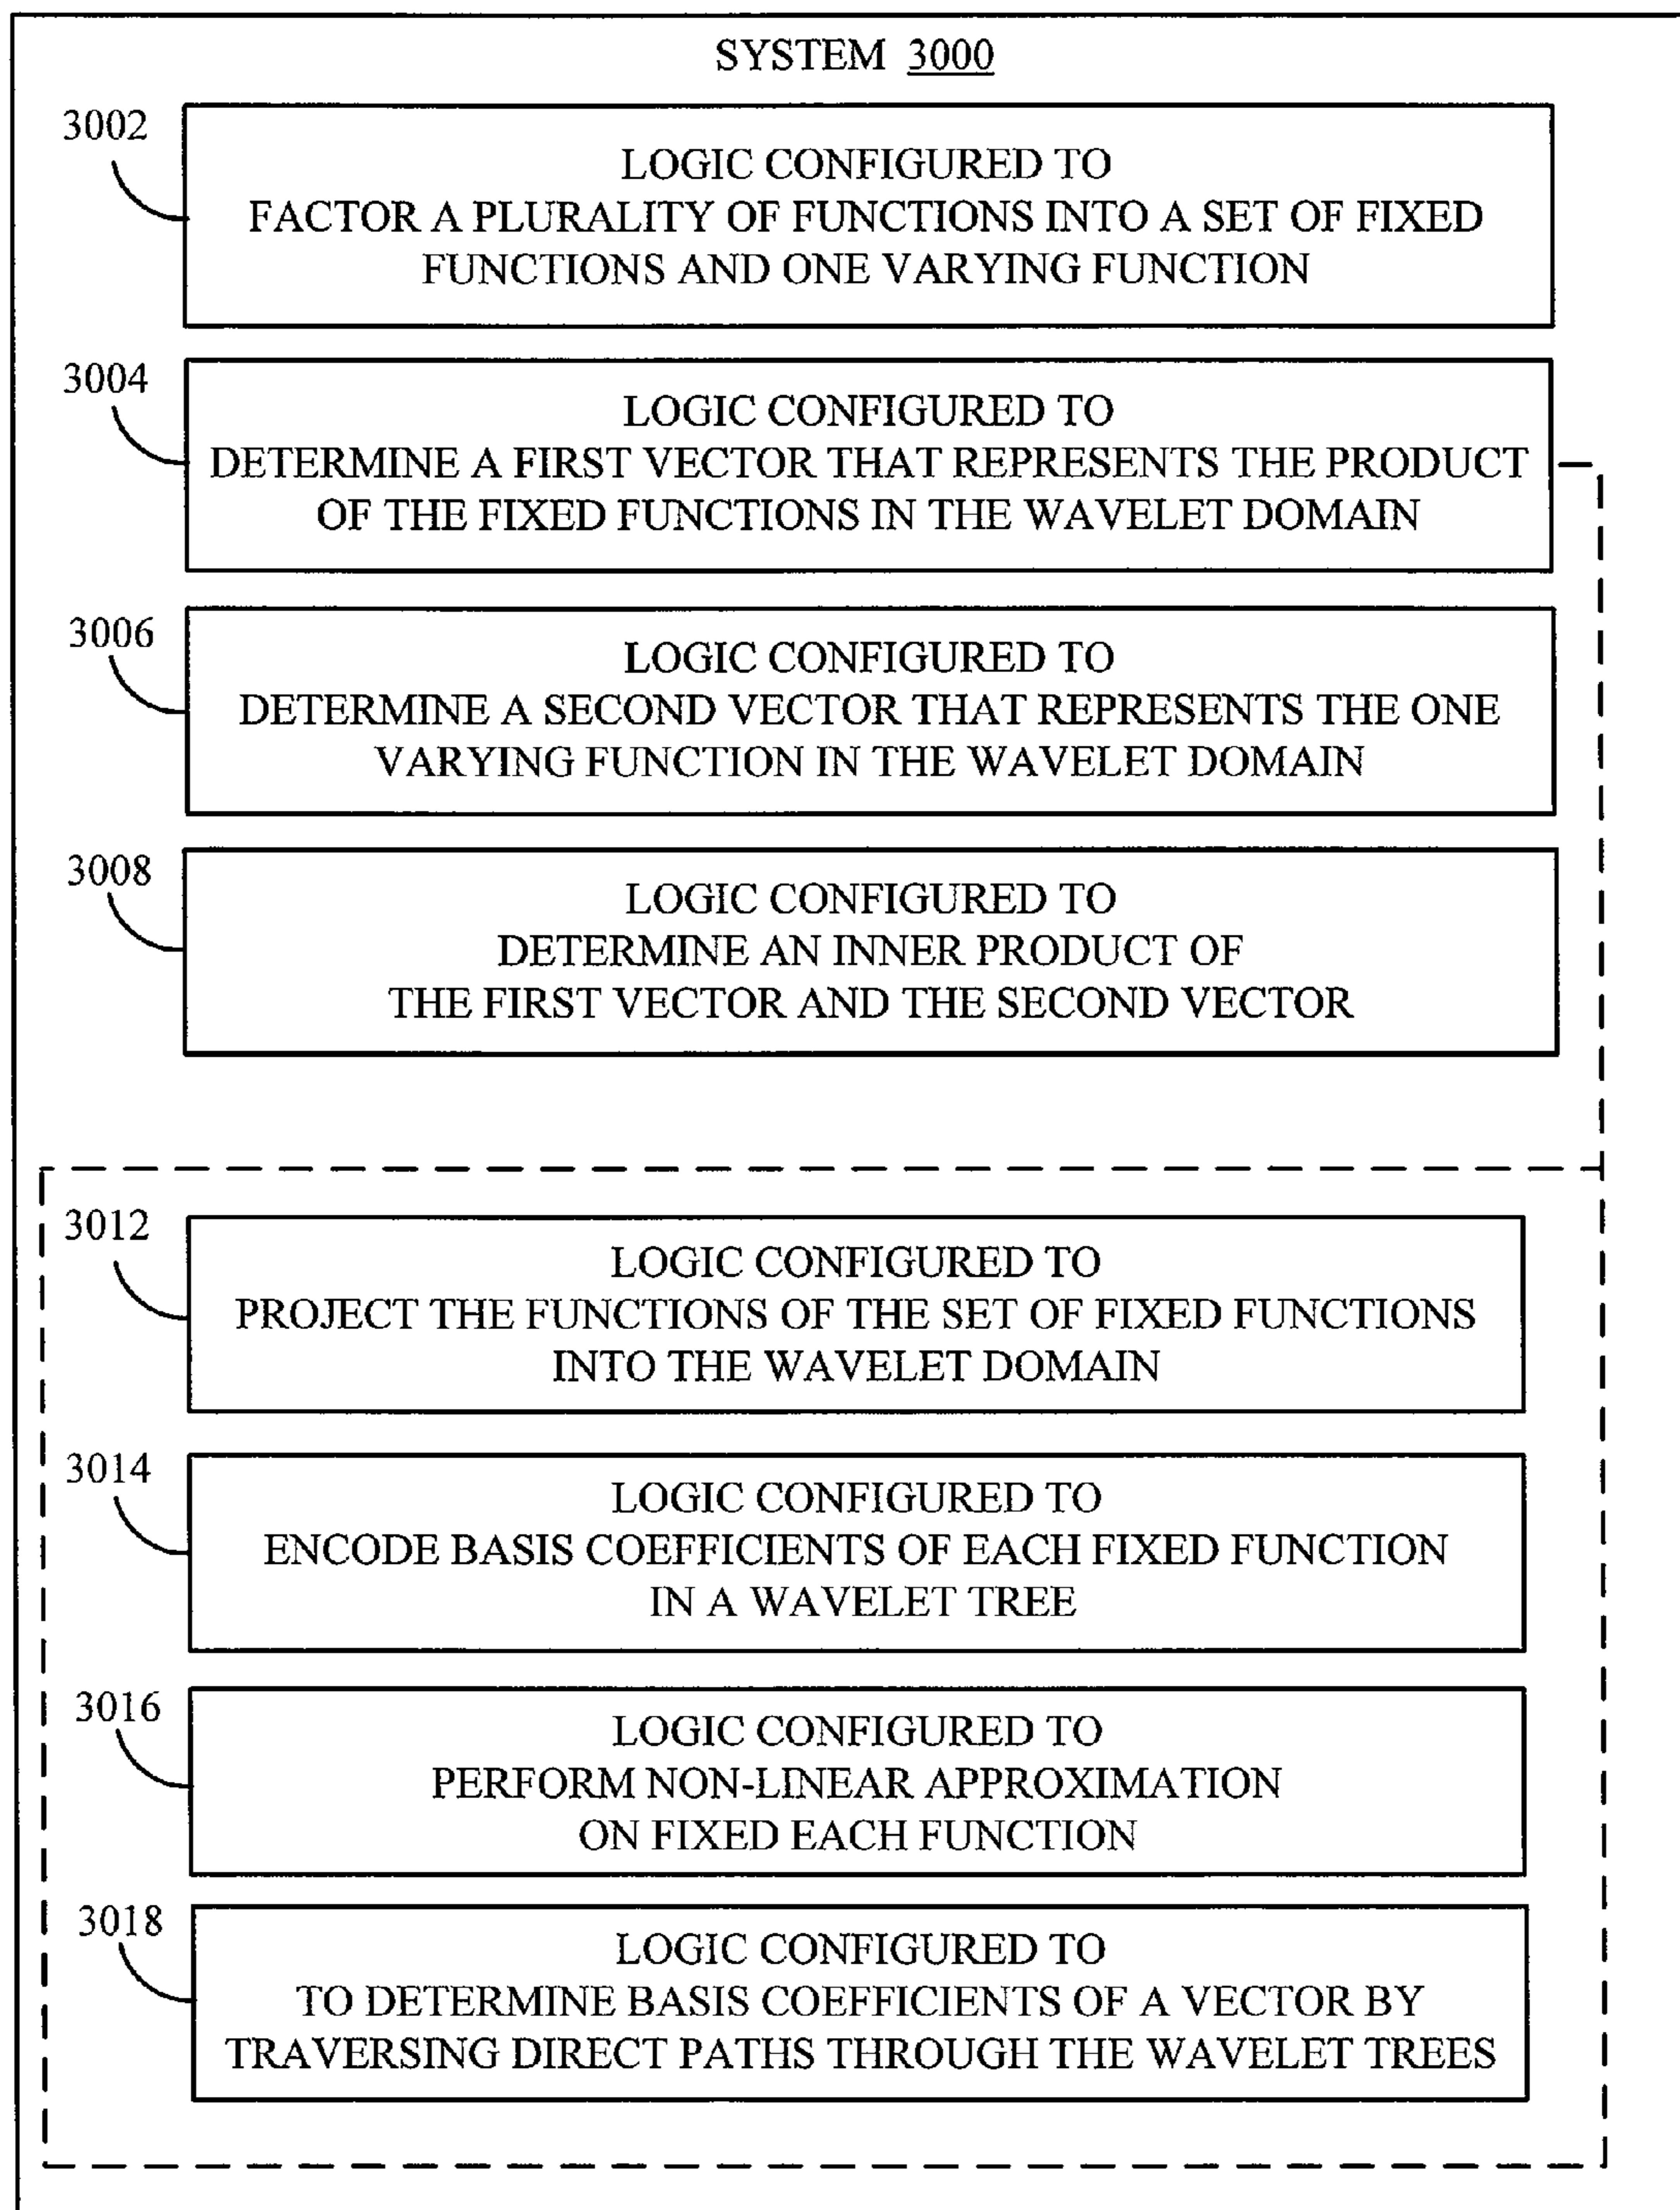 SYSTEM 3000
3002
LOGIC CONFIGURED TO
FACTOR A PLURALITY OF FUNCTIONS INTO A SET OF FIXED
FUNCTIONS AND ONE VARYING FUNCTION
3004
LOGIC CONFIGURED TO
DETERMINE A FIRST VECTOR THAT REPRESENTS THE PRODUCT
OF THE FIXED FUNCTIONS IN THE WAVELET DOMAIN
3006
LOGIC CONFIGURED TO
DETERMINE A SECOND VECTOR THAT REPRESENTS THE ONE
VARYING FUNCTION IN THE WAVELET DOMAIN
3008
LOGIC CONFIGURED TO
DETERMINE AN INNER PRODUCT OF
THE FIRST VECTOR AND THE SECOND VECTOR
3012
LOGIC CONFIGURED TO
PROJECT THE FUNCTIONS OF THE SET OF FIXED FUNCTIONS
INTO THE WAVELET DOMAIN
3014
LOGIC CONFIGURED TO
ENCODE BASIS COEFFICIENTS OF EACH FIXED FUNCTION
IN A WAVELET TREE
3016
LOGIC CONFIGURED TO
PERFORM NON-LINEAR APPROXIMATION
ON FIXED EACH FUNCTION
3018
LOGIC CONFIGURED TO
TO DETERMINE BASIS COEFFICIENTS OF A VECTOR BY
TRAVERSING DIRECT PATHS THROUGH THE WAVELET TREES